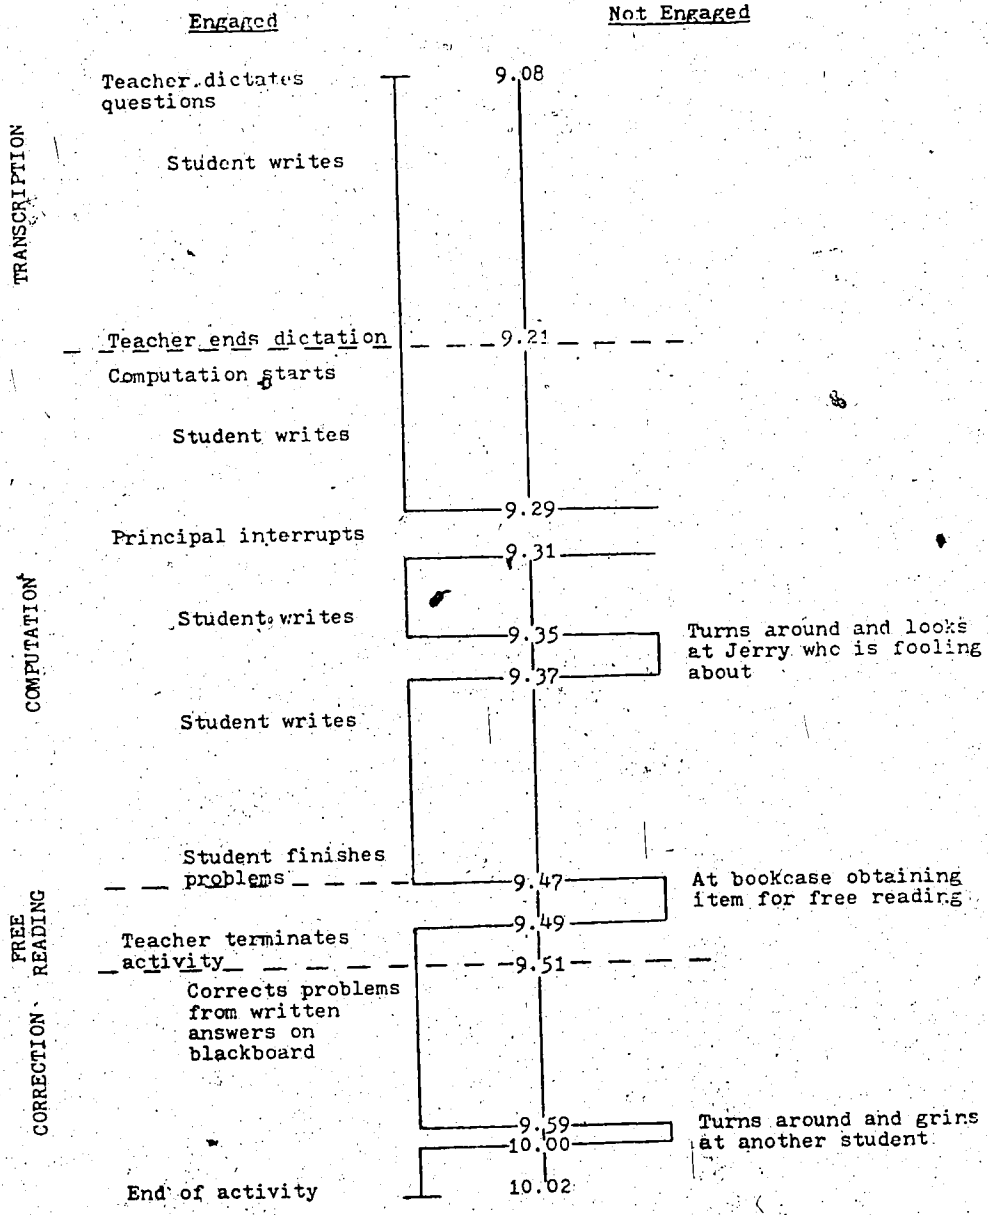 Engaged
Not Engaged
Teacher dictates
questions
9.08
TRANSCRIPTION
Student writes
Teacher ends dictation
9.21
Computation starts
Student writes
9.29
Principal interrupts
9.31
COMPUTATION
Student writes
9.35
Turns around and looks
at Jerry who is fooling
about
9.37
Student writes
Student finishes
problems
9.47
At bookcase obtaining
item for free reading
FREE
READING
9.49
Teacher terminates
activity
9.51
Corrects problems
from written
answers on
blackboard
CORRECTION
9.59
Turns around and grins
at another student
10.00
End of activity
10.02